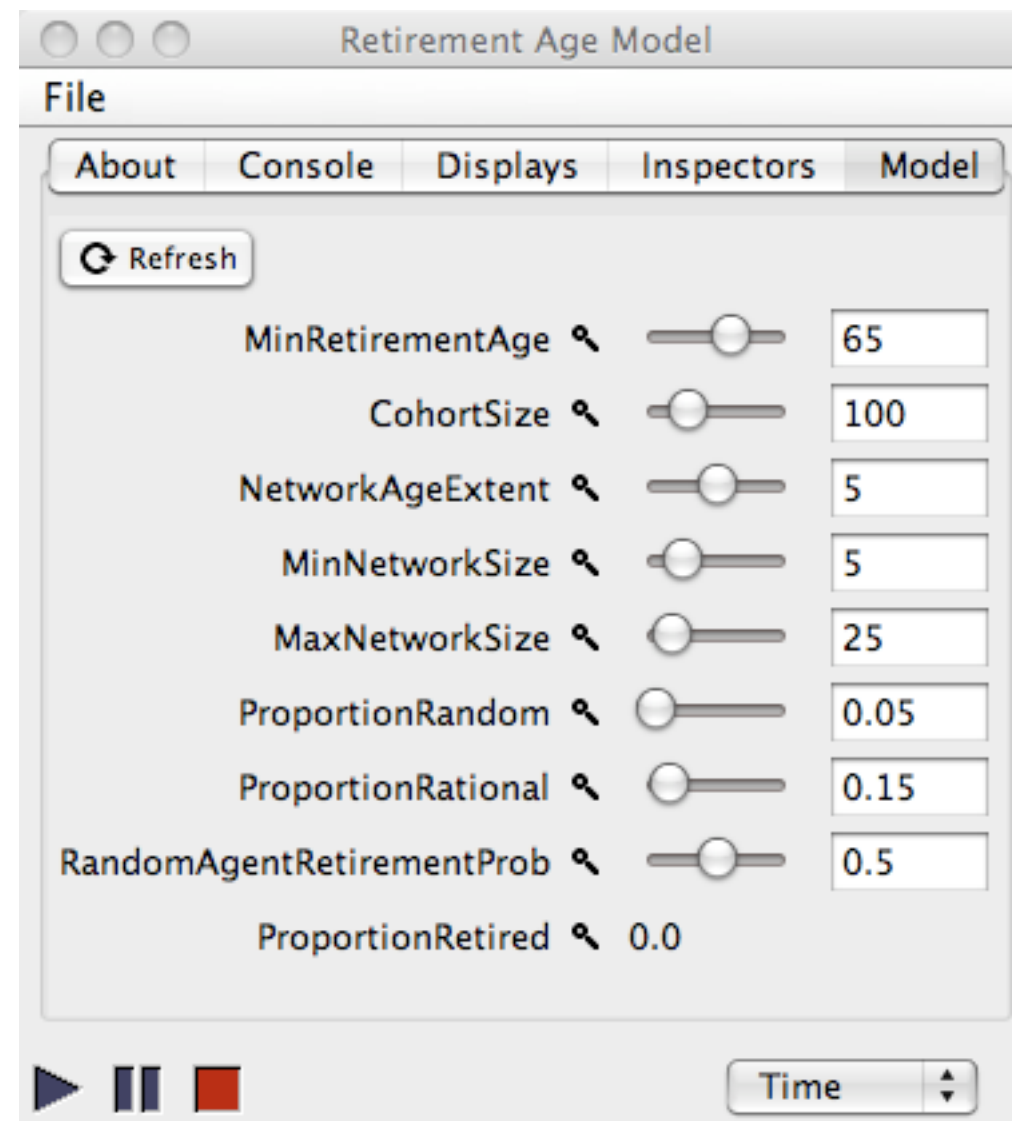 Retirement Age Model
File
About Console Displays Inspectors Model
Refresh
MinRetirementAge 65
CohortSize 100
NetworkAgeExtent 5
MinNetworkSize 5
MaxNetworkSize 25
ProportionRandom 0.05
ProportionRational 0.15
RandomAgentRetirementProb 0.5
ProportionRetired 0.0
Time